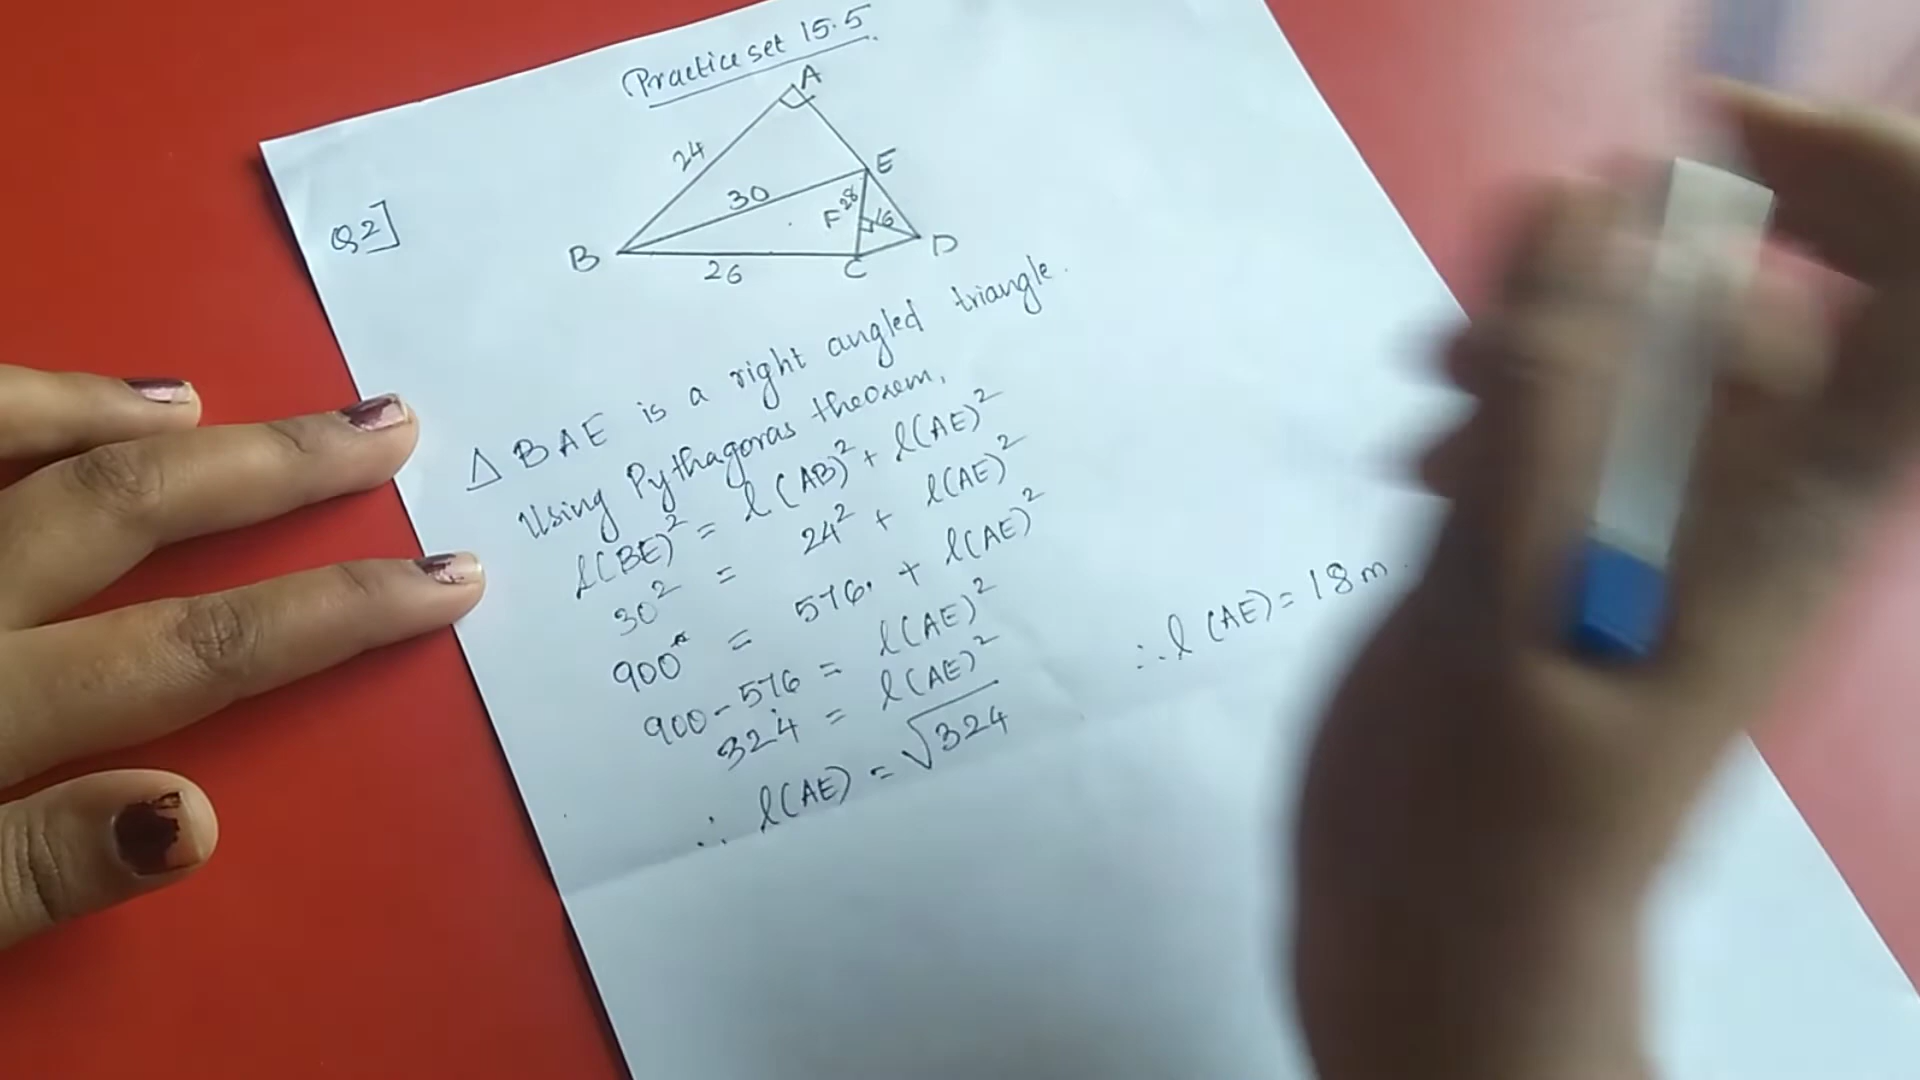 Practice set 15.5
Q2]
A
24
E
30
28
F
16
B
D
26
C
△ BAE is a right angled triangle.
Using Pythagoras theorem,
l(BE)² = l(AB)² + l(AE)²
30² = 24² + l(AE)²
900 = 576 + l(AE)²
900 - 576 = l(AE)²
324 = l(AE)²
∴ l(AE) = √324
∴ l(AE) = 18 m.